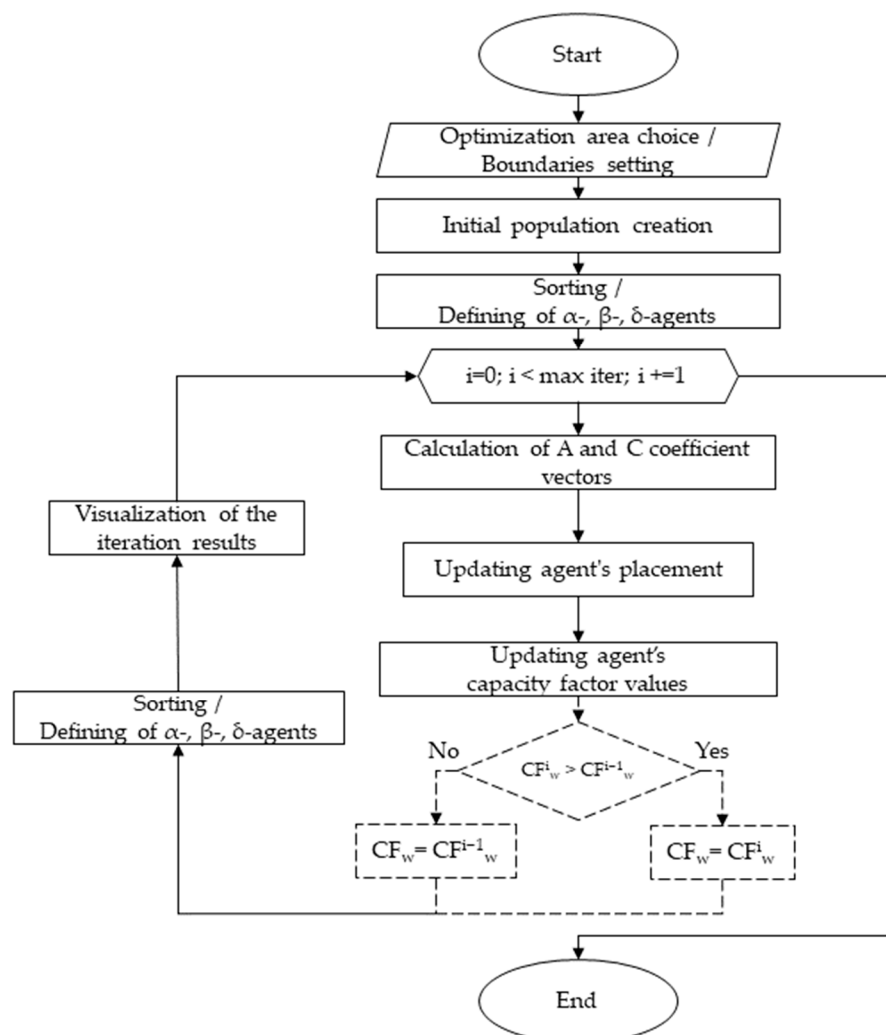 Start
Optimization area choice /
Boundaries setting
Initial population creation
Sorting /
Defining of α-, β-, δ-agents
i=0; i < max iter; i +=1
Calculation of A and C coefficient
vectors
Visualization of the
iteration results
Updating agent's placement
Updating agent's
capacity factor values
Sorting /
Defining of α-, β-, δ-agents
No
Yes
CFⁱw > CFⁱ⁻¹w
CFw= CFⁱ⁻¹w
CFw= CFⁱw
End